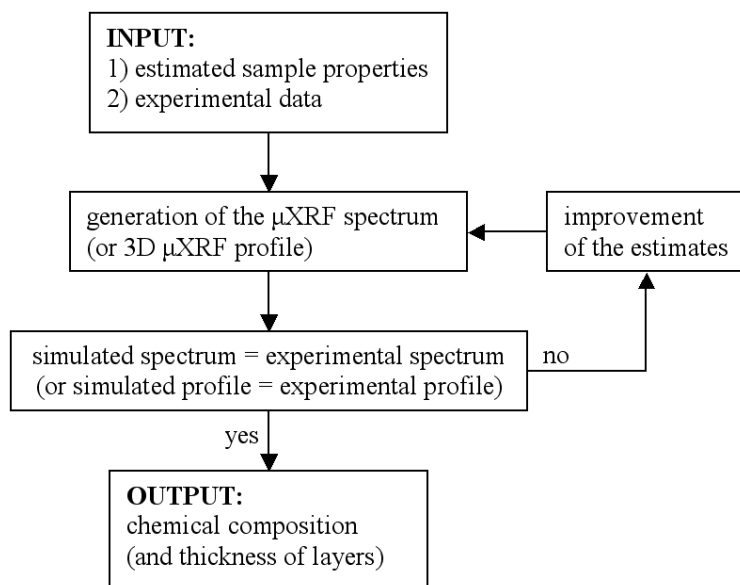 INPUT:
1) estimated sample properties
2) experimental data
generation of the μXRF spectrum
(or 3D μXRF profile)
improvement
of the estimates
simulated spectrum = experimental spectrum
(or simulated profile = experimental profile)
no
yes
OUTPUT:
chemical composition
(and thickness of layers)